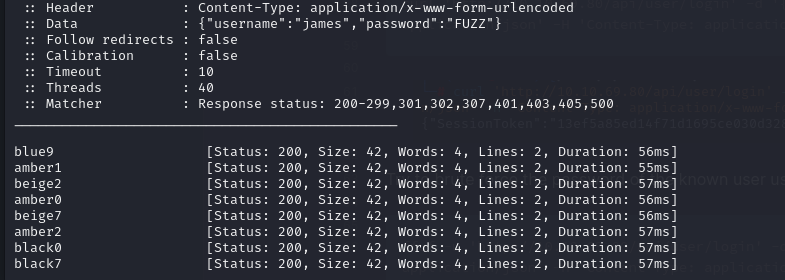 :: Header           : Content-Type: application/x-www-form-urlencoded
:: Data             : {"username":"james","password":"FUZZ"}
:: Follow redirects : false
:: Calibration      : false
:: Timeout          : 10
:: Threads          : 40
:: Matcher          : Response status: 200-299,301,302,307,401,403,405,500
blue9                   [Status: 200, Size: 42, Words: 4, Lines: 2, Duration: 56ms]
amber1                  [Status: 200, Size: 42, Words: 4, Lines: 2, Duration: 55ms]
beige2                  [Status: 200, Size: 42, Words: 4, Lines: 2, Duration: 57ms]
amber0                  [Status: 200, Size: 42, Words: 4, Lines: 2, Duration: 56ms]
beige7                  [Status: 200, Size: 42, Words: 4, Lines: 2, Duration: 56ms]
amber2                  [Status: 200, Size: 42, Words: 4, Lines: 2, Duration: 57ms]
black0                  [Status: 200, Size: 42, Words: 4, Lines: 2, Duration: 57ms]
black7                  [Status: 200, Size: 42, Words: 4, Lines: 2, Duration: 57ms]